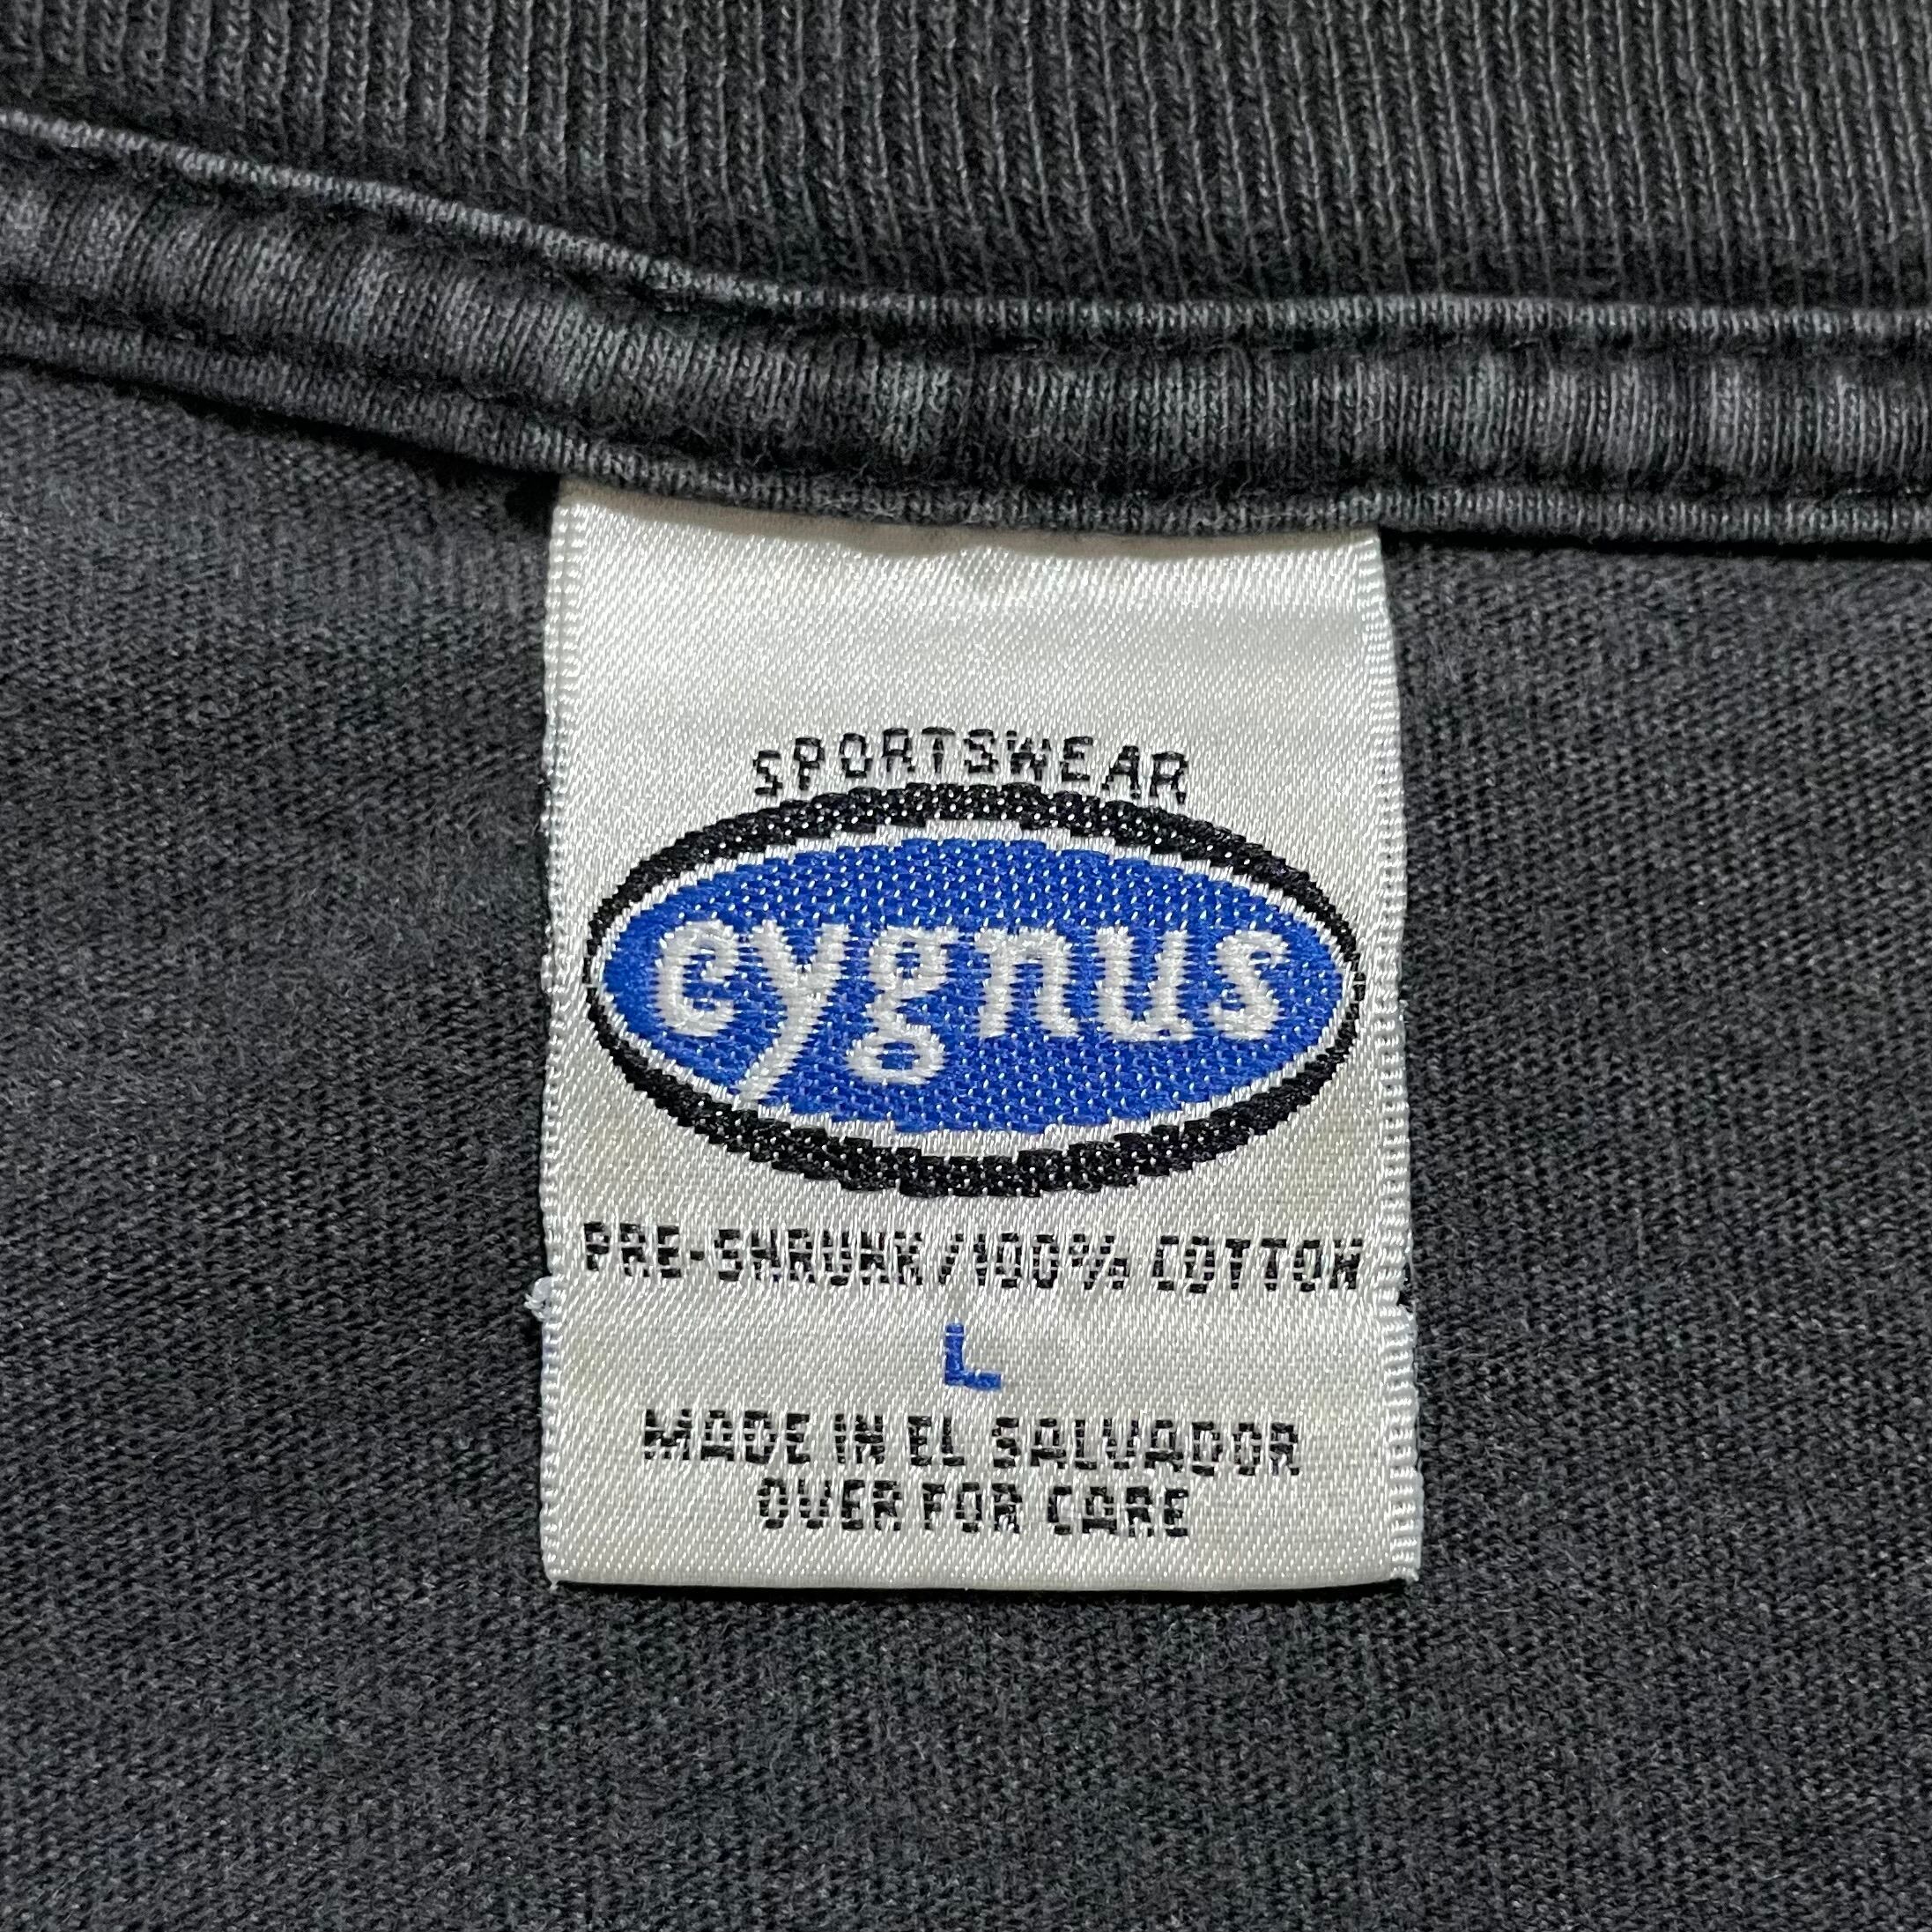 SPORTSWEAR
cygnus
PRE-SHRUNK/100% COTTON
L
MADE IN EL SALVADOR
OVER FOR CARE